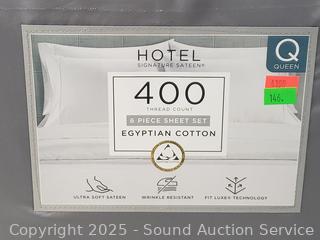 HOTEL
SIGNATURE SATEEN®
Q
QUEEN
400
THREAD COUNT
6 PIECE SHEET SET
EGYPTIAN COTTON
146.
ULTRA SOFT SATEEN
WRINKLE RESISTANT
FIT LUXE® TECHNOLOGY
Copyright 2025 - Sound Auction Service